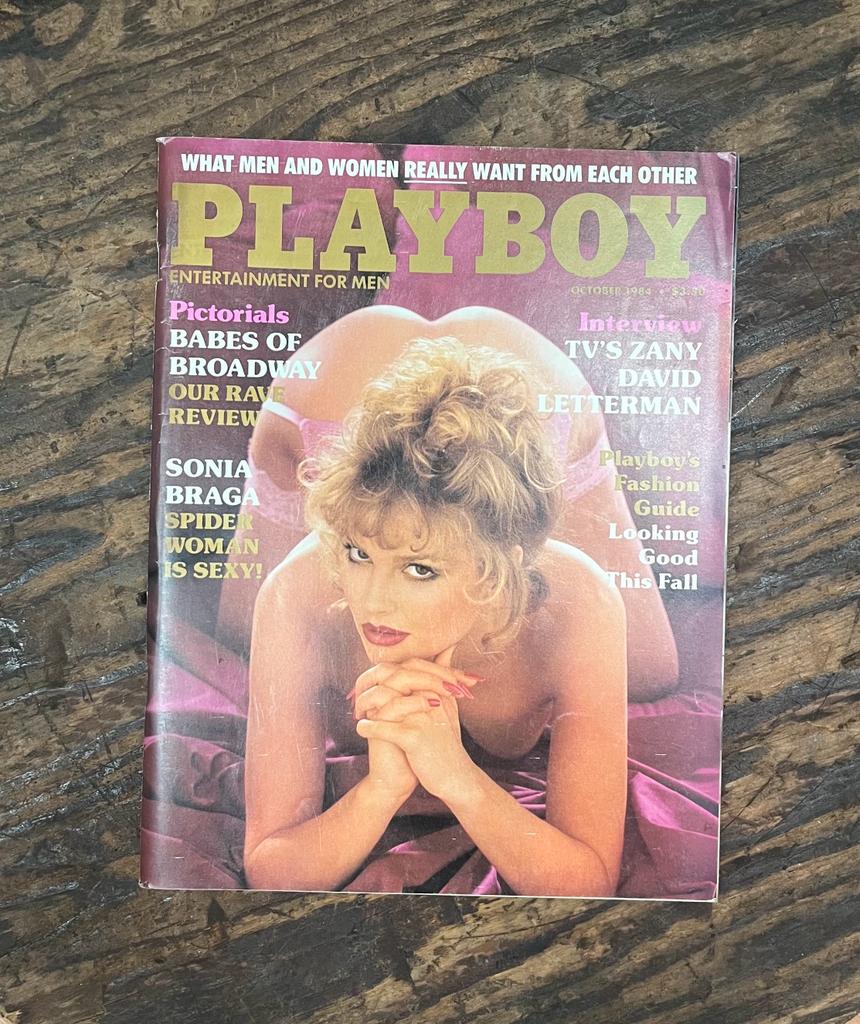 WHAT MEN AND WOMEN REALLY WANT FROM EACH OTHER
PLAYBOY
ENTERTAINMENT FOR MEN
OCTOBER 1984 • $3.50
Pictorials
BABES OF
BROADWAY
OUR RAVE
REVIEW
SONIA
BRAGA
SPIDER
WOMAN
IS SEXY!
Interview
TV'S ZANY
DAVID
LETTERMAN
Playboy's
Fashion
Guide
Looking
Good
This Fall